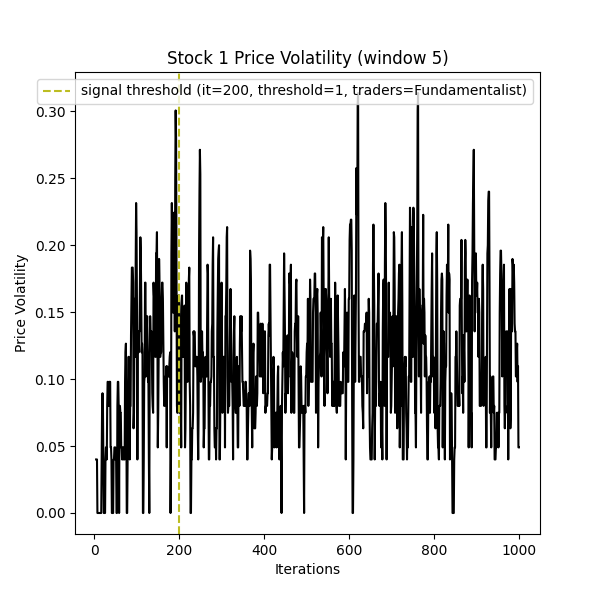 Stock 1 Price Volatility (window 5)
signal threshold (it=200, threshold=1, traders=Fundamentalist)
0.30
0.25
0.20
0.15
0.10
0.05
0.00
Price Volatility
0 200 400 600 800 1000
Iterations